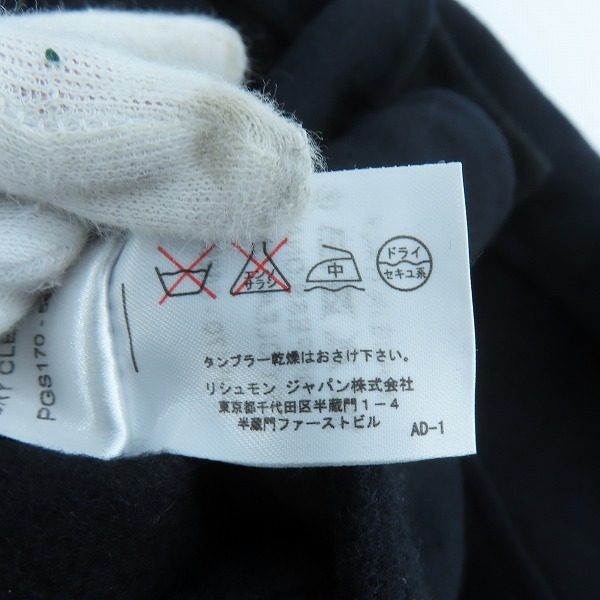 エンソ
サラシ
中
ドライ
セキユ系
タンブラー乾燥はおさけ下さい。
リシュモン ジャパン株式会社
東京都千代田区半蔵門1-4
半蔵門ファーストビル
AD-1
PGS170-